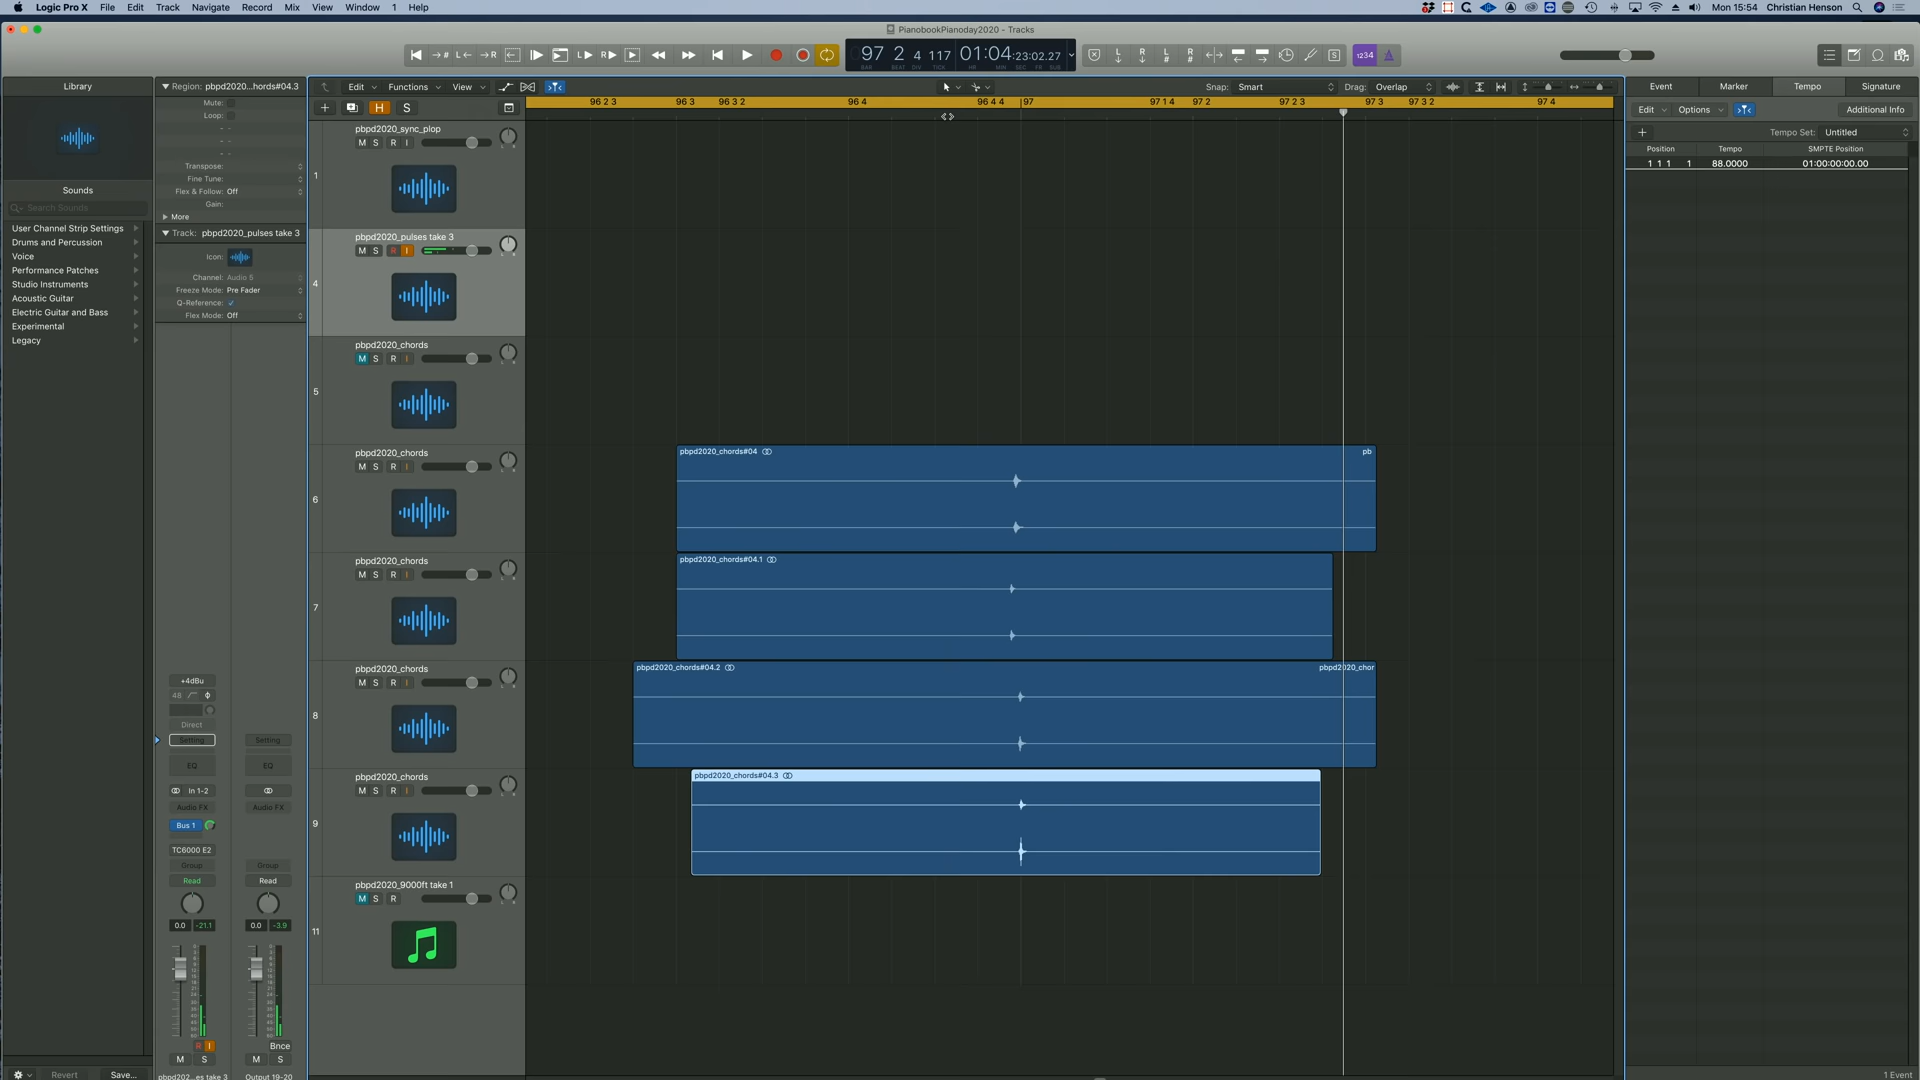 Logic Pro X File Edit Track Navigate Record Mix View Window 1 Help
Mon 15:54 Christian Henson
PianobookPianoday2020 - Tracks
97 2 4 117 01:04:23:02.27
BAR BEAT DIV TICK HR MIN SEC FR SUB
1234
Library
Region: pbpd2020...hords#04.3
Mute:
Loop:
Transpose:
Fine Tune:
Flex & Follow: Off
Gain:
More
Track: pbpd2020_pulses take 3
Icon:
Channel: Audio 5
Freeze Mode: Pre Fader
Q-Reference:
Flex Mode: Off
Sounds
Search Sounds
User Channel Strip Settings
Drums and Percussion
Voice
Performance Patches
Studio Instruments
Acoustic Guitar
Electric Guitar and Bass
Experimental
Legacy
Edit Functions View
Snap: Smart Drag: Overlap
H S
96 2 3 96 3 96 3 2 96 4 96 4 4 97 97 1 4 97 2 97 2 3 97 3 97 3 2 97 4
pbpd2020_sync_plop
M S R I
1
pbpd2020_pulses take 3
M S R I
4
pbpd2020_chords
M S R I
5
pbpd2020_chords
M S R I
6
pbpd2020_chords
M S R I
7
pbpd2020_chords
M S R I
8
pbpd2020_chords
M S R I
9
pbpd2020_9000ft take 1
M S R
11
pbpd2020_chords#04
pb
pbpd2020_chords#04.1
pbpd2020_chords#04.2
pbpd2020_chor
pbpd2020_chords#04.3
+4dBu
48
Direct
Setting Setting
EQ EQ
In 1-2
Audio FX Audio FX
Bus 1
TC6000 E2
Group Group
Read Read
0.0 -21.1 0.0 -3.9
R I
Bnce
M S M S
pbpd202...es take 3 Output 19-20
Revert Save...
Event Marker Tempo Signature
Edit Options Additional Info
Tempo Set: Untitled
Position Tempo SMPTE Position
1 1 1 1 88.0000 01:00:00:00.00
1 Event